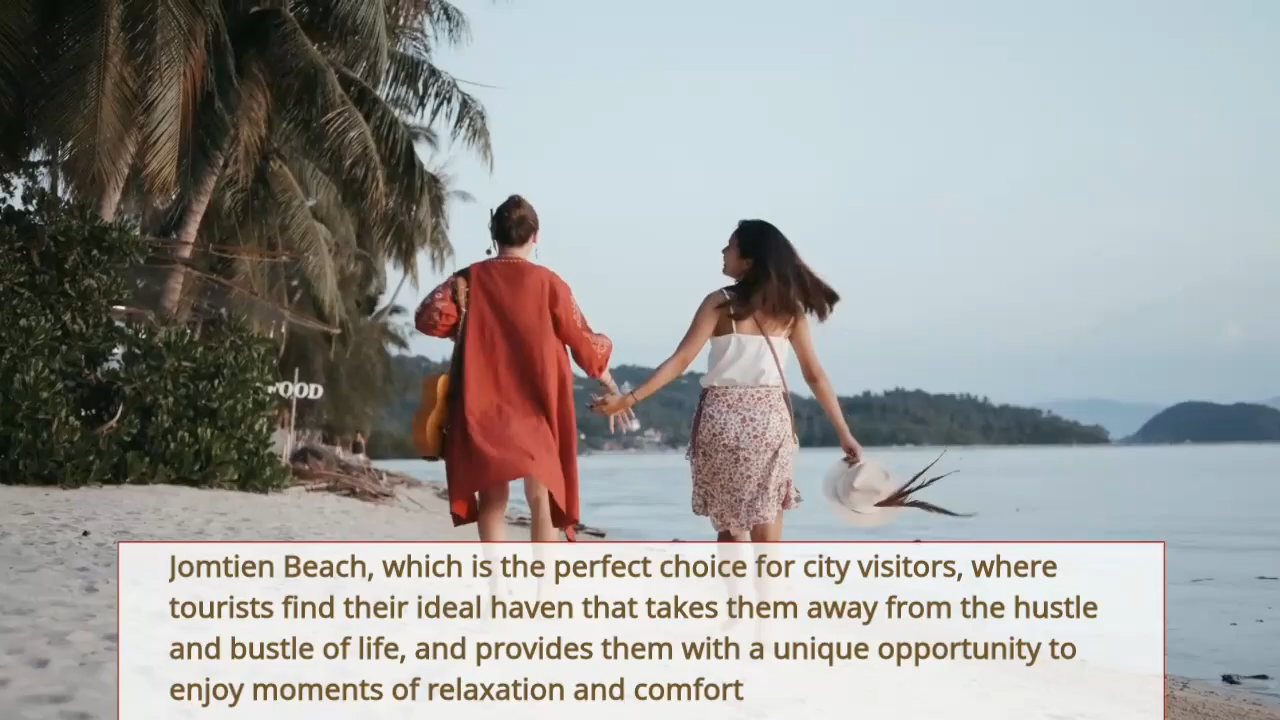 OOD
Jomtien Beach, which is the perfect choice for city visitors, where
tourists find their ideal haven that takes them away from the hustle
and bustle of life, and provides them with a unique opportunity to
enjoy moments of relaxation and comfort